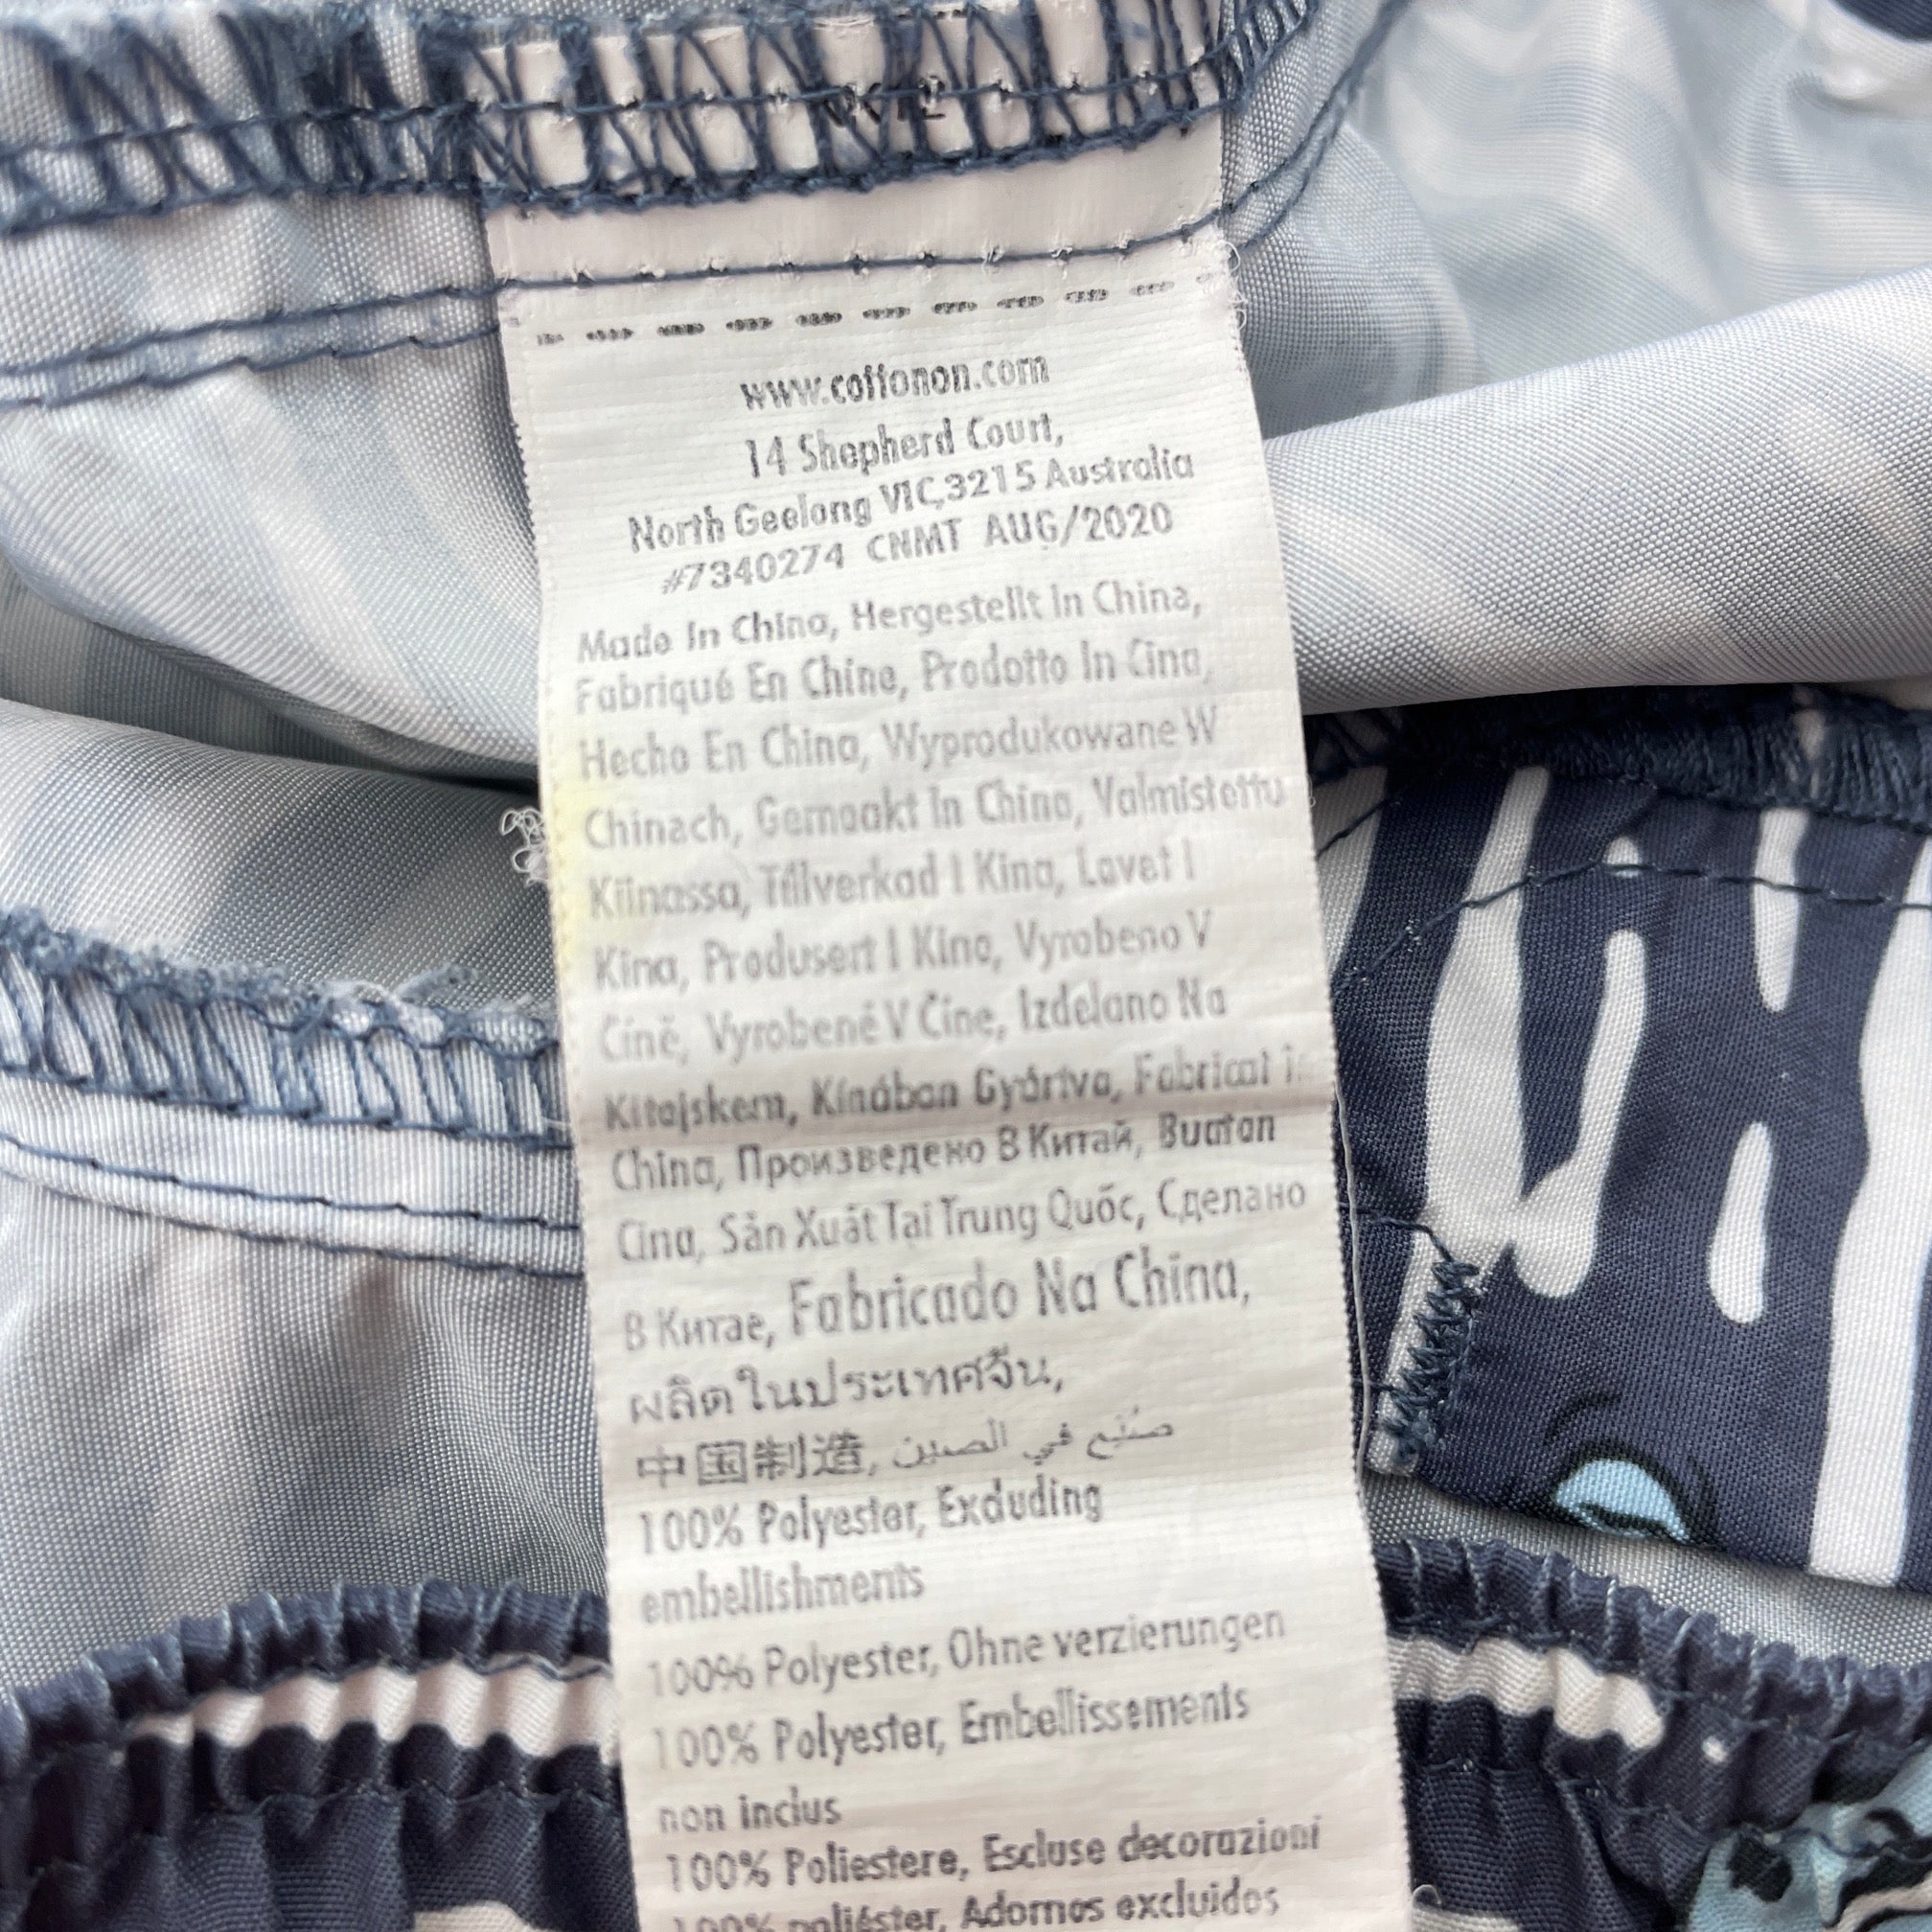 www.cottonon.com
14 Shepherd Court,
North Geelong VIC,3215 Australia
#7340274 CNMT AUG/2020
Made In China, Hergestellt In China,
Fabriqué En Chine, Prodotto In Cina,
Hecho En China, Wyprodukowane W
Chinach, Gemaakt In China, Valmistettu
Kiinassa, Tillverkad I Kina, Lavet I
Kina, Produsert I Kina, Vyrobeno V
Číně, Vyrobené V Číne, Izdelano Na
Kitajskem, Kínában Gyártva, Fabricat în
China, Произведено В Китай, Buatan
Cina, Sản Xuất Tại Trung Quốc, Сделано
В Китае, Fabricado Na China,
ผลิตในประเทศจีน,
中国制造, صُنِع في الصين
100% Polyester, Excluding
embellishments
100% Polyester, Ohne verzierungen
100% Polyester, Embellissements
non inclus
100% Poliestere, Escluse decorazioni
100% poliéster, Adornos excluidos